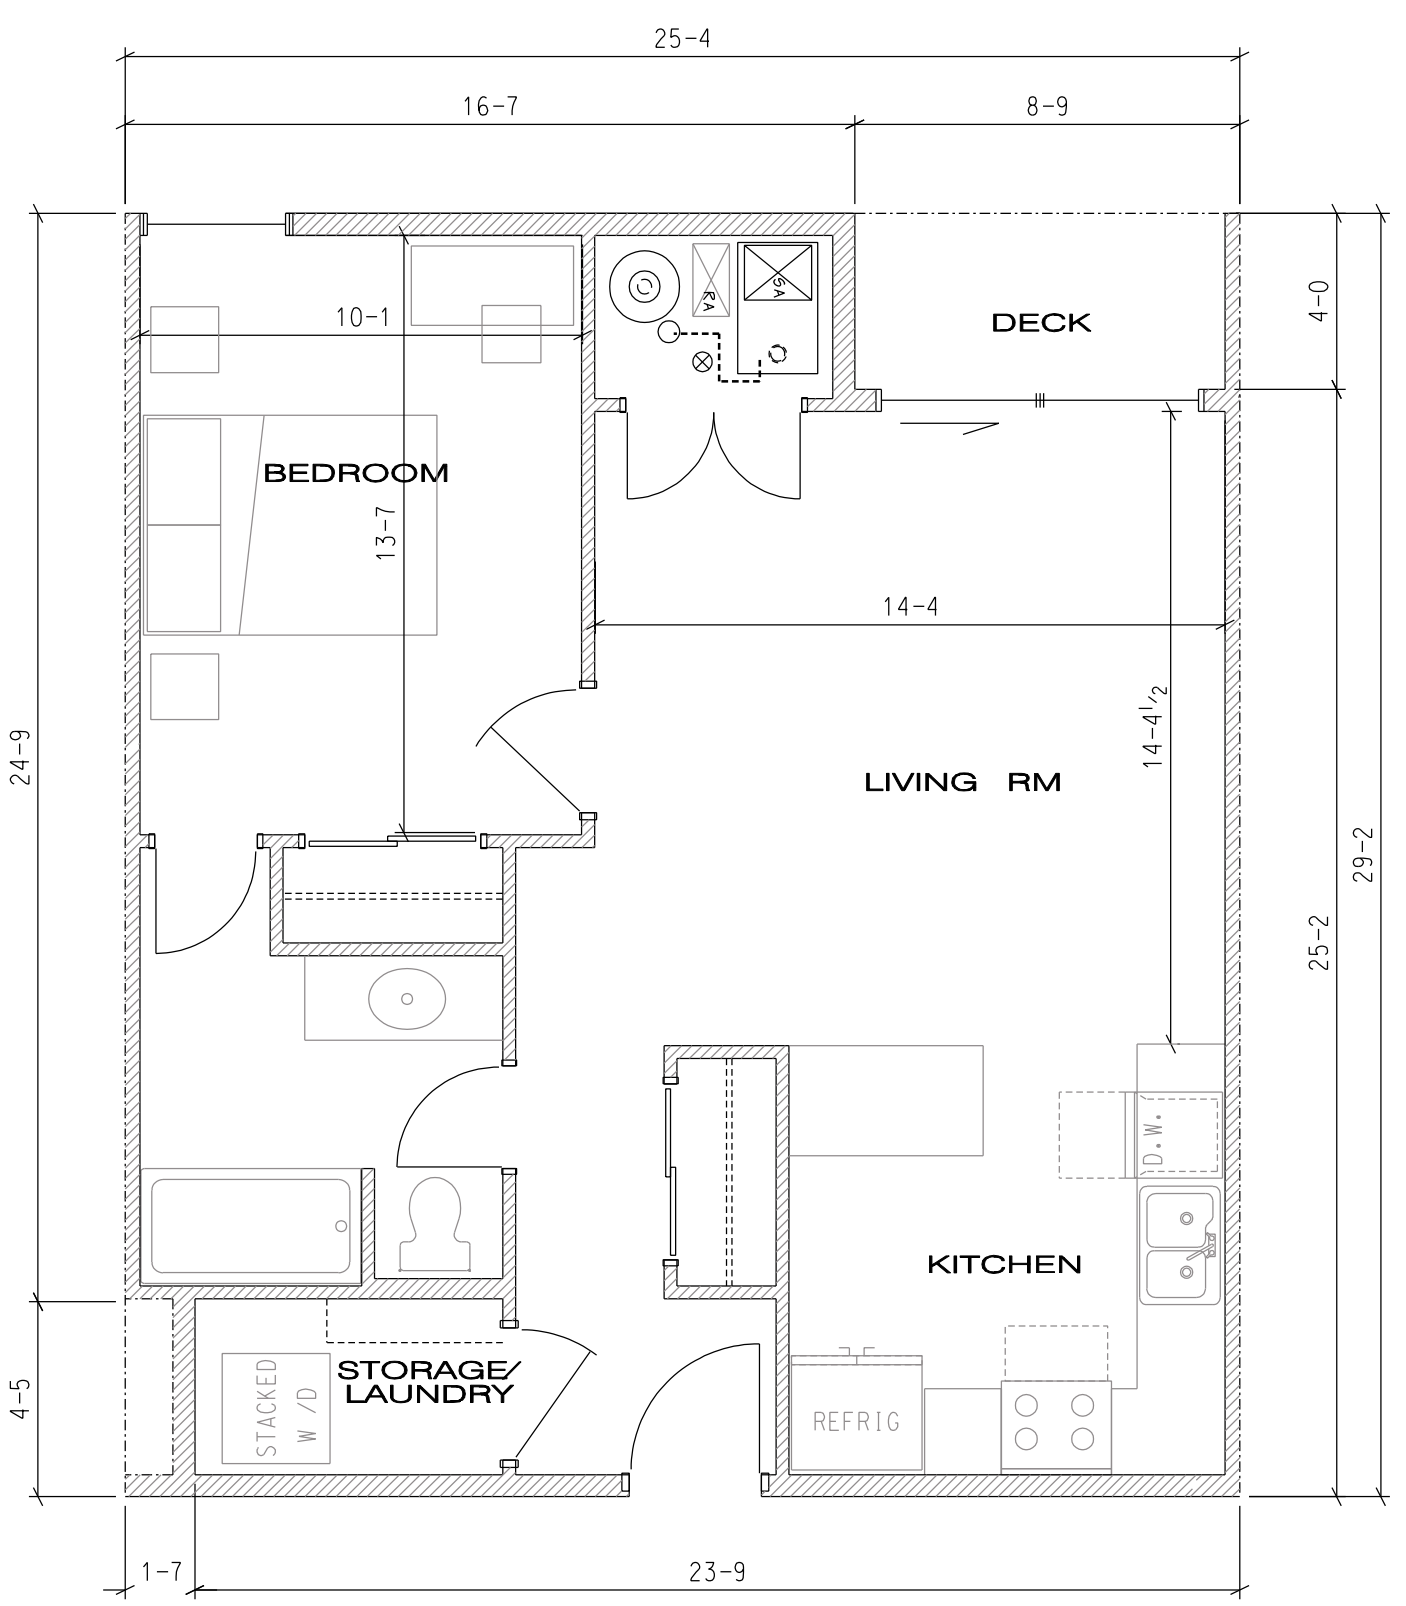 25-4
16-7
8-9
RA
SA
DECK
4-0
10-1
BEDROOM
13-7
14-4
24-9
LIVING RM
14-4 1/2
29-2
25-2
D.W.
KITCHEN
STORAGE/
LAUNDRY
STACKED
W/D
REFRIG
4-5
1-7
23-9